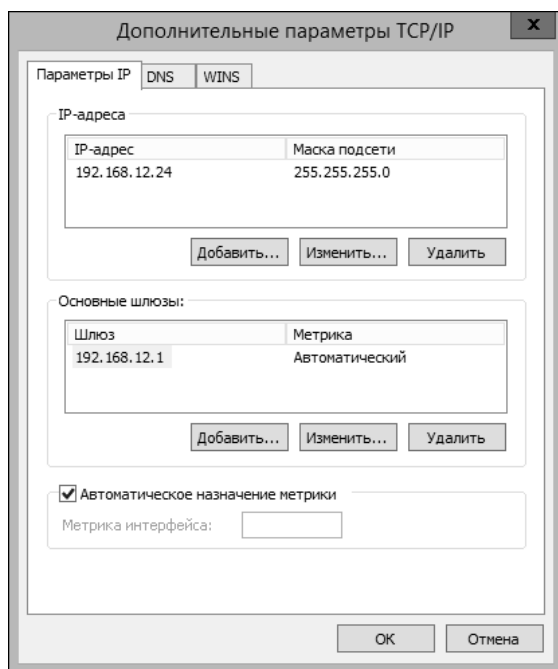 Дополнительные параметры TCP/IP x
Параметры IP DNS WINS
IP-адреса
IP-адрес Маска подсети
192.168.12.24 255.255.255.0
Добавить... Изменить... Удалить
Основные шлюзы:
Шлюз Метрика
192.168.12.1 Автоматический
Добавить... Изменить... Удалить
Автоматическое назначение метрики
Метрика интерфейса:
ОК Отмена